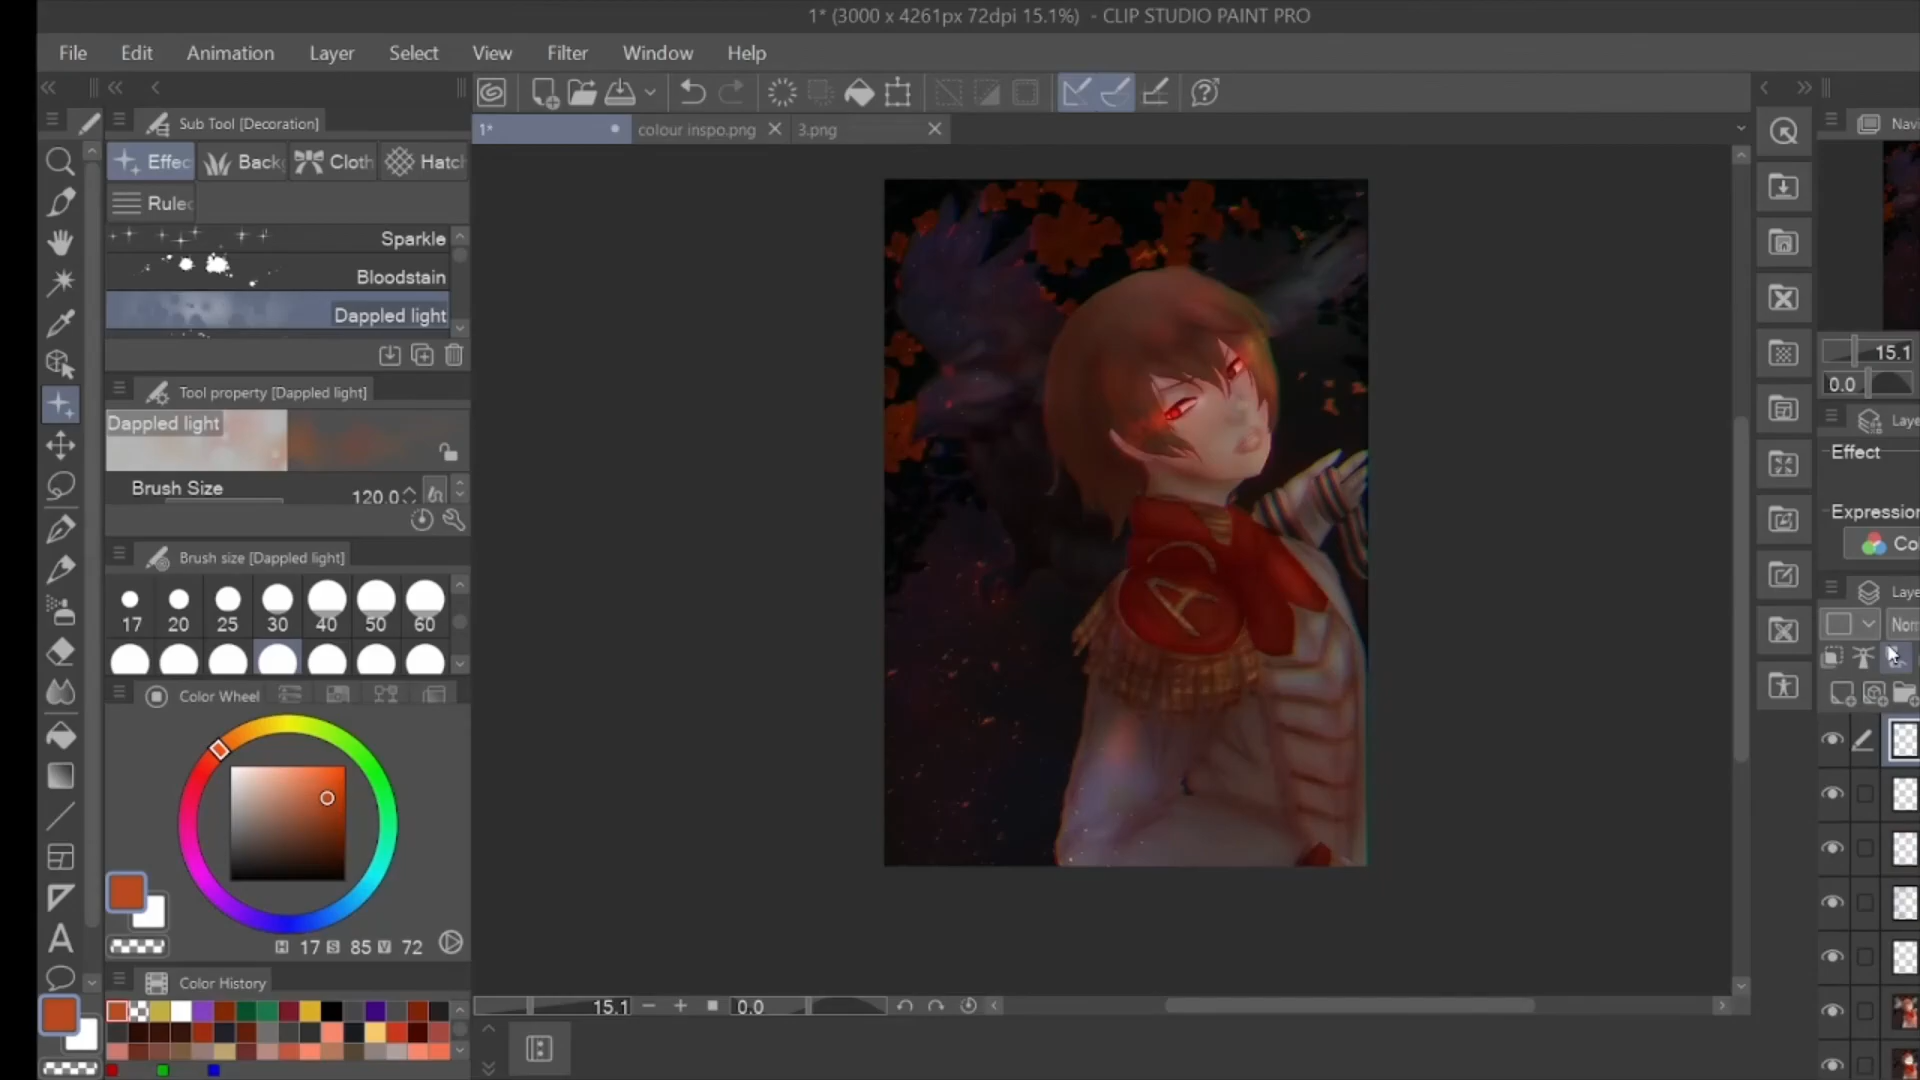 1* (3000 x 4261px 72dpi 15.1%) - CLIP STUDIO PAINT PRO
File Edit Animation Layer Select View Filter Window Help
Sub Tool [Decoration]
1* colour inspo.png 3.png
Navi
Effec Back Cloth Hatch
Rule
Sparkle
Bloodstain
Dappled light
15.1
0.0
Tool property [Dappled light]
Dappled light
Laye
Effect
Brush Size 120.0
Expression
Co
Brush size [Dappled light]
17 20 25 30 40 50 60
Laye
Nor
A
Color Wheel
H 17 S 85 V 72
Color History
15.1 0.0